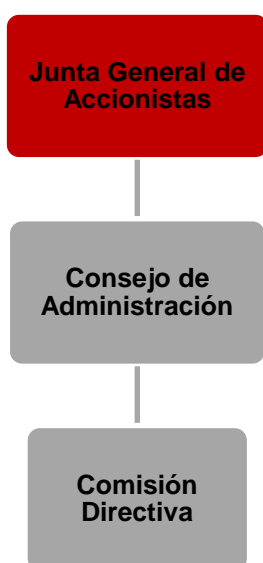 Junta General de
Accionistas
Consejo de
Administración
Comisión
Directiva